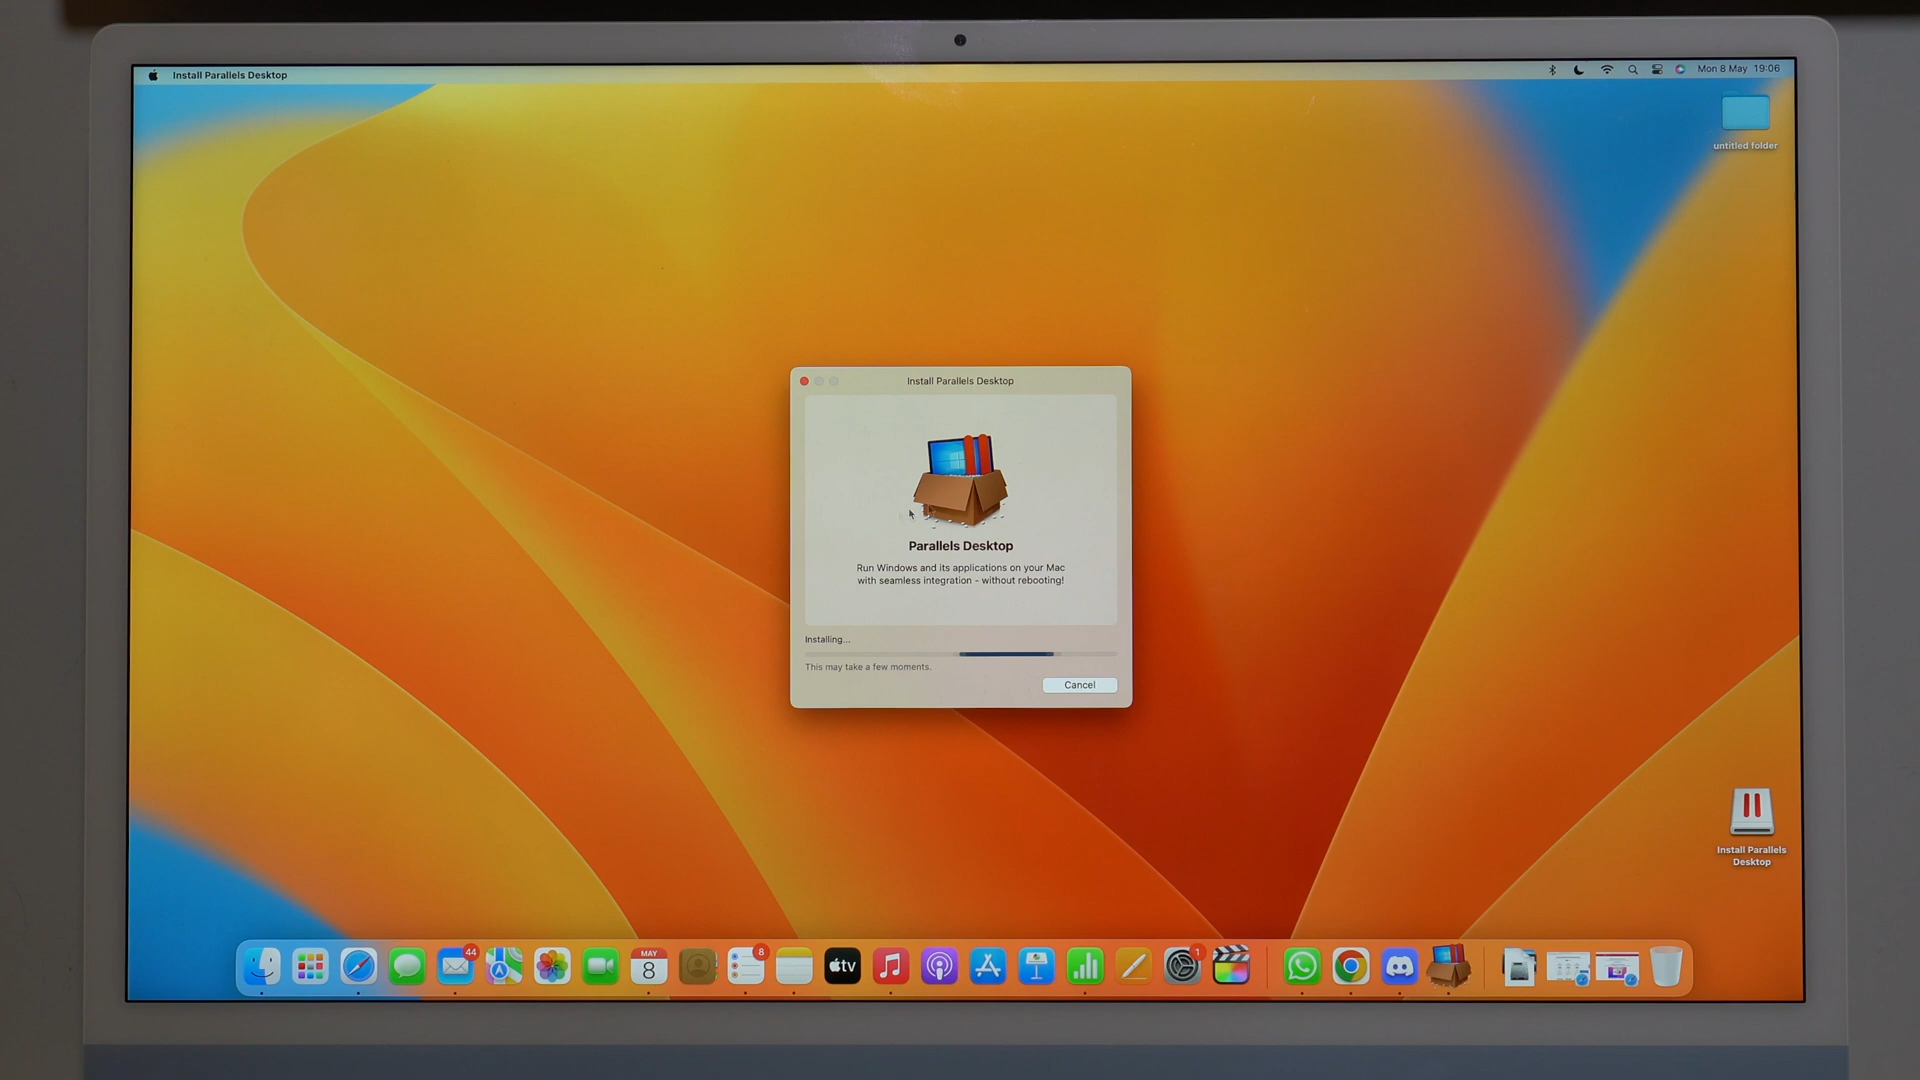 Install Parallels Desktop
Mon 8 May 19:06
untitled folder
Install Parallels Desktop
Parallels Desktop
Run Windows and its applications on your Mac
with seamless integration - without rebooting!
Installing...
This may take a few moments.
Cancel
Install Parallels
Desktop
44
MAY
8
8
tv
1